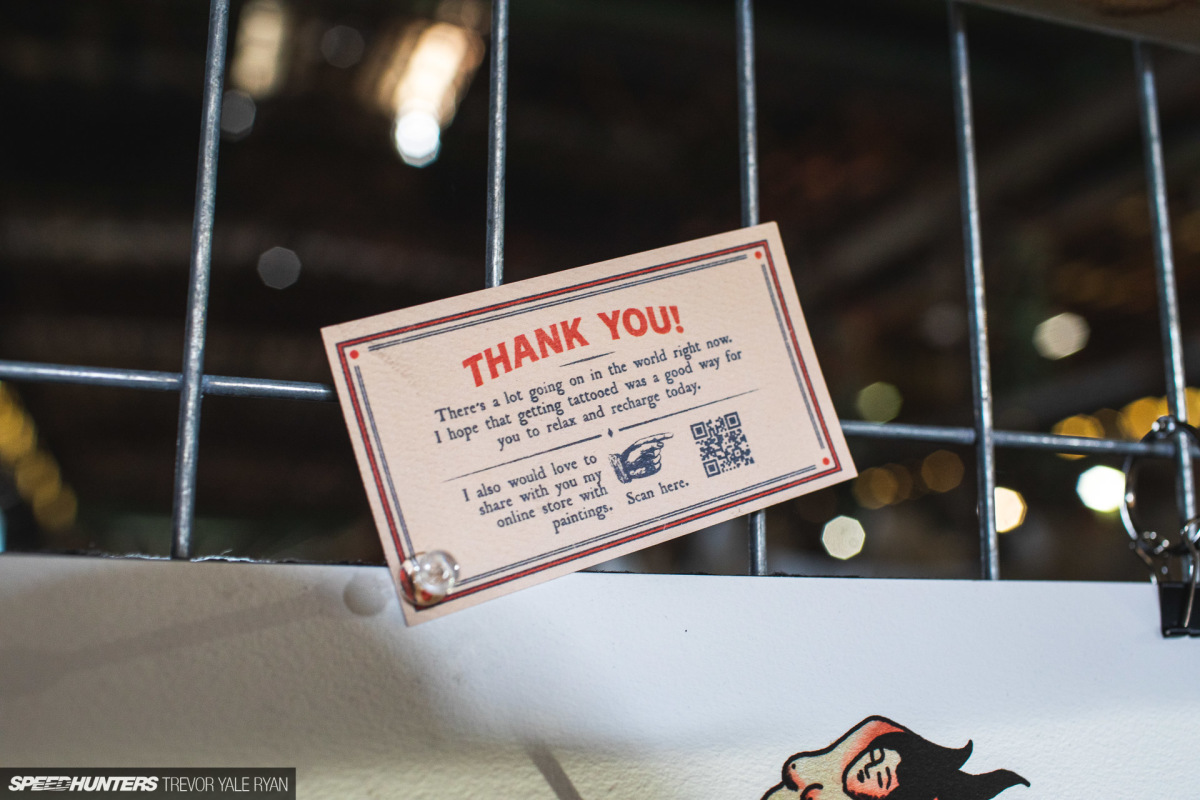 THANK YOU!
There's a lot going on in the world right now.
I hope that getting tattooed was a good way for
you to relax and recharge today.
I also would love to
share with you my
online store with
paintings.
Scan here.
SPEEDHUNTERS TREVOR YALE RYAN